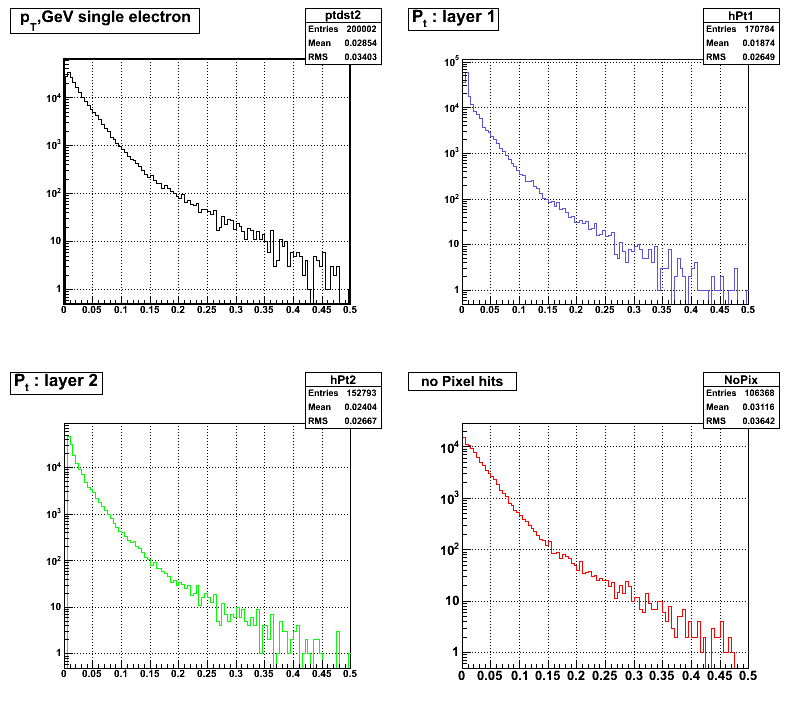 pT,GeV single electron
ptdst2
Entries 200002
Mean 0.02854
RMS 0.03403
10^4
10^3
10^2
10
1
0 0.05 0.1 0.15 0.2 0.25 0.3 0.35 0.4 0.45 0.5
Pt : layer 1
hPt1
Entries 170784
Mean 0.01874
RMS 0.02649
10^5
10^4
10^3
10^2
10
1
0 0.05 0.1 0.15 0.2 0.25 0.3 0.35 0.4 0.45 0.5
Pt : layer 2
hPt2
Entries 152793
Mean 0.02404
RMS 0.02667
10^4
10^3
10^2
10
1
0 0.05 0.1 0.15 0.2 0.25 0.3 0.35 0.4 0.45 0.5
no Pixel hits
NoPix
Entries 106368
Mean 0.03116
RMS 0.03642
10^4
10^3
10^2
10
1
0 0.05 0.1 0.15 0.2 0.25 0.3 0.35 0.4 0.45 0.5